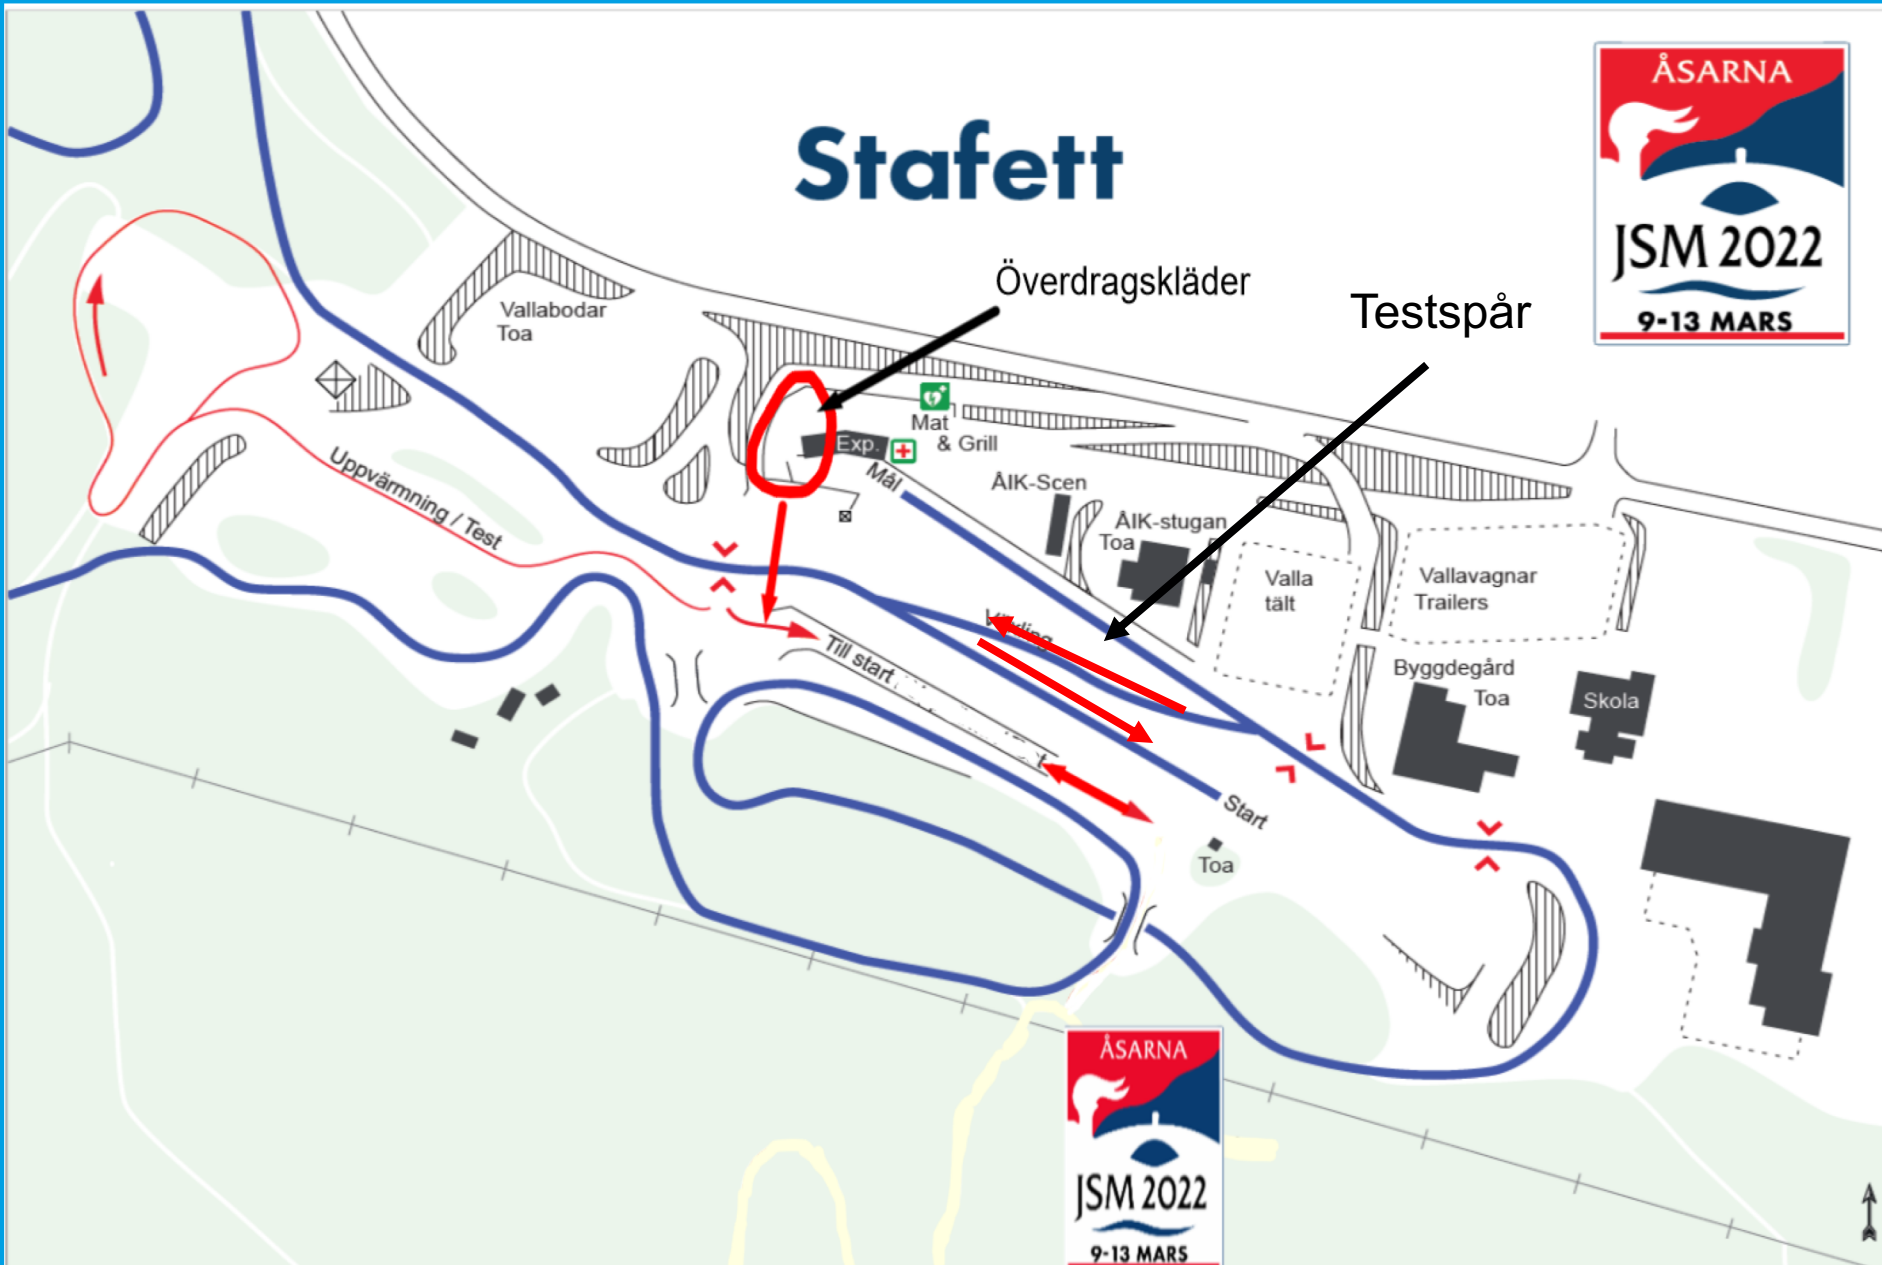 ÅSARNA
JSM 2022
9-13 MARS
Stafett
Överdragskläder
Testspår
Vallabodar
Toa
Mat
& Grill
Exp.
Mål
ÅIK-Scen
ÅIK-stugan
Toa
Valla
tält
Vallavagnar
Trailers
Uppvärmning / Test
Växling
Till start
Byggdegård
Toa
Skola
Start
Toa
ÅSARNA
JSM 2022
9-13 MARS